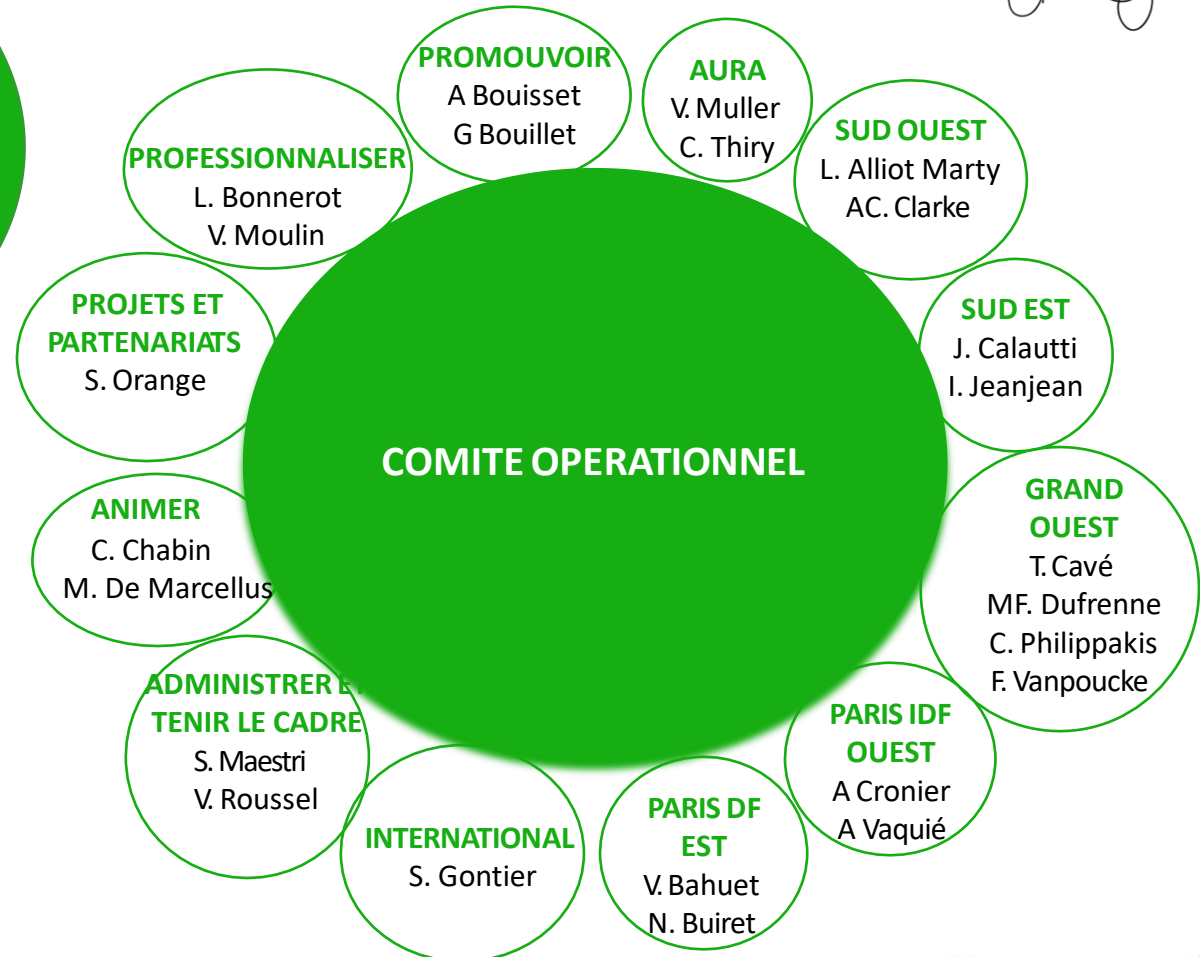 PROMOUVOIR
A Bouisset
G Bouillet
AURA
V. Muller
C. Thiry
SUD OUEST
L. Alliot Marty
AC. Clarke
SUD EST
J. Calautti
I. Jeanjean
GRAND
OUEST
T. Cavé
MF. Dufrenne
C. Philippakis
F. Vanpoucke
PARIS IDF
OUEST
A Cronier
A Vaquié
PARIS DF
EST
V. Bahuet
N. Buiret
INTERNATIONAL
S. Gontier
ADMINISTRER ET
TENIR LE CADRE
S. Maestri
V. Roussel
ANIMER
C. Chabin
M. De Marcellus
PROJETS ET
PARTENARIATS
S. Orange
PROFESSIONNALISER
L. Bonnerot
V. Moulin
COMITE OPERATIONNEL